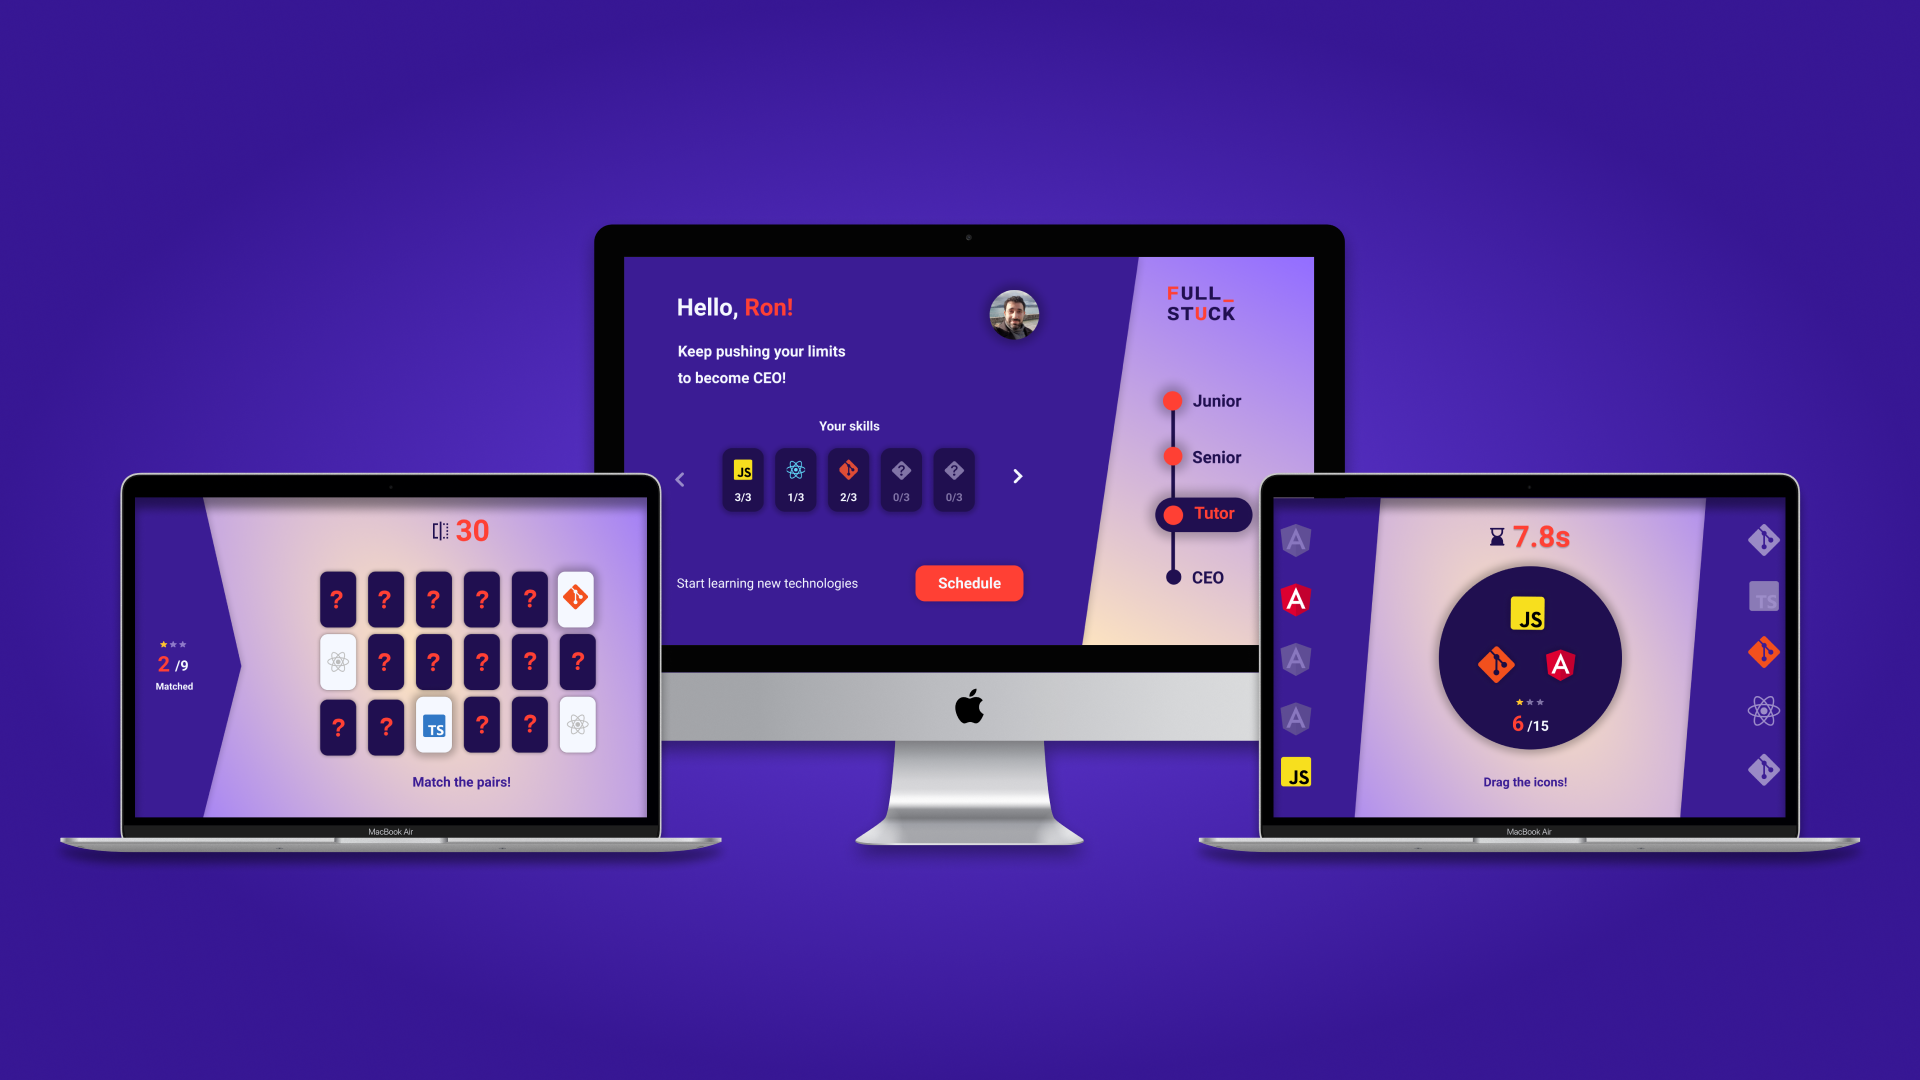 Hello, Ron!
Keep pushing your limits
to become CEO!
Your skills
JS
3/3
1/3
2/3
?
0/3
?
0/3
Start learning new technologies
Schedule
FULL_
STUCK
Junior
Senior
Tutor
CEO
30
? ? ? ? ?
? ? ? ? ?
? ? TS ? ?
2 /9
Matched
Match the pairs!
MacBook Air
7.8s
JS
A
6 /15
Drag the icons!
A
A
A
A
JS
TS
MacBook Air